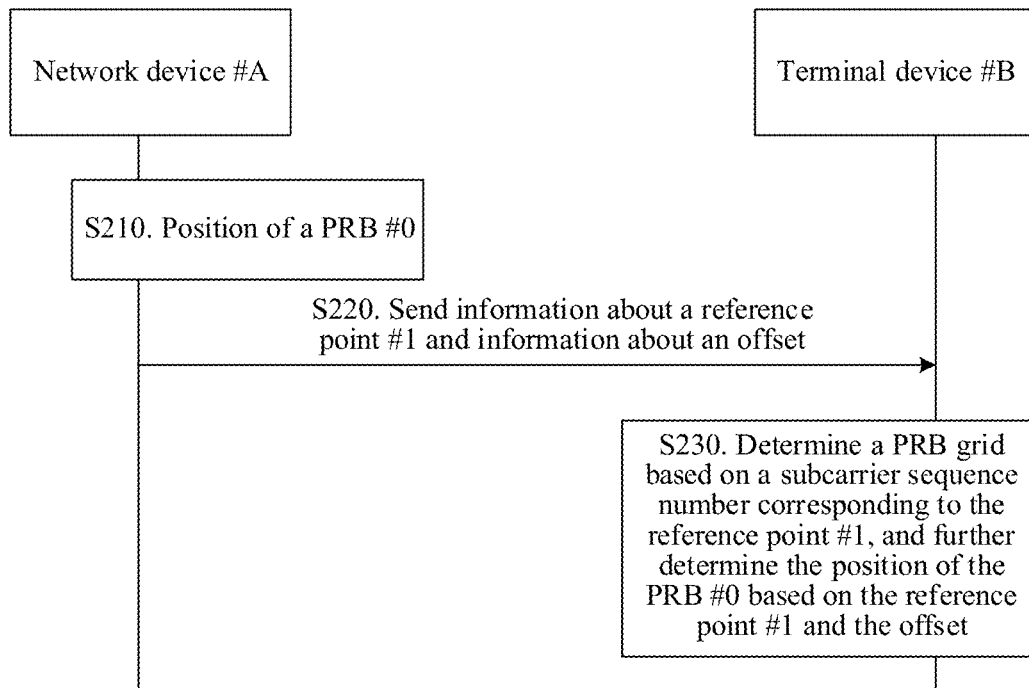 Network device #A
Terminal device #B
S210. Position of a PRB #0
S220. Send information about a reference
point #1 and information about an offset
S230. Determine a PRB grid
based on a subcarrier sequence
number corresponding to the
reference point #1, and further
determine the position of the
PRB #0 based on the reference
point #1 and the offset